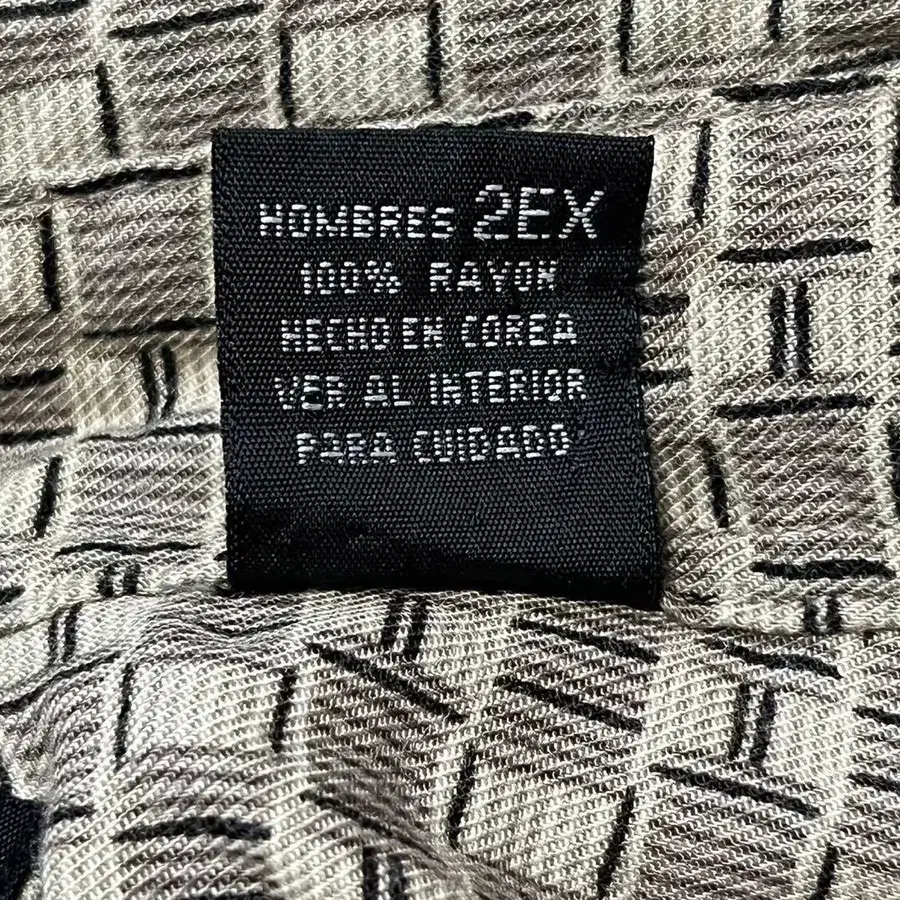 HOMBRES 2EX
100% RAYON
HECHO EN COREA
VER AL INTERIOR
PARA CUIDADO